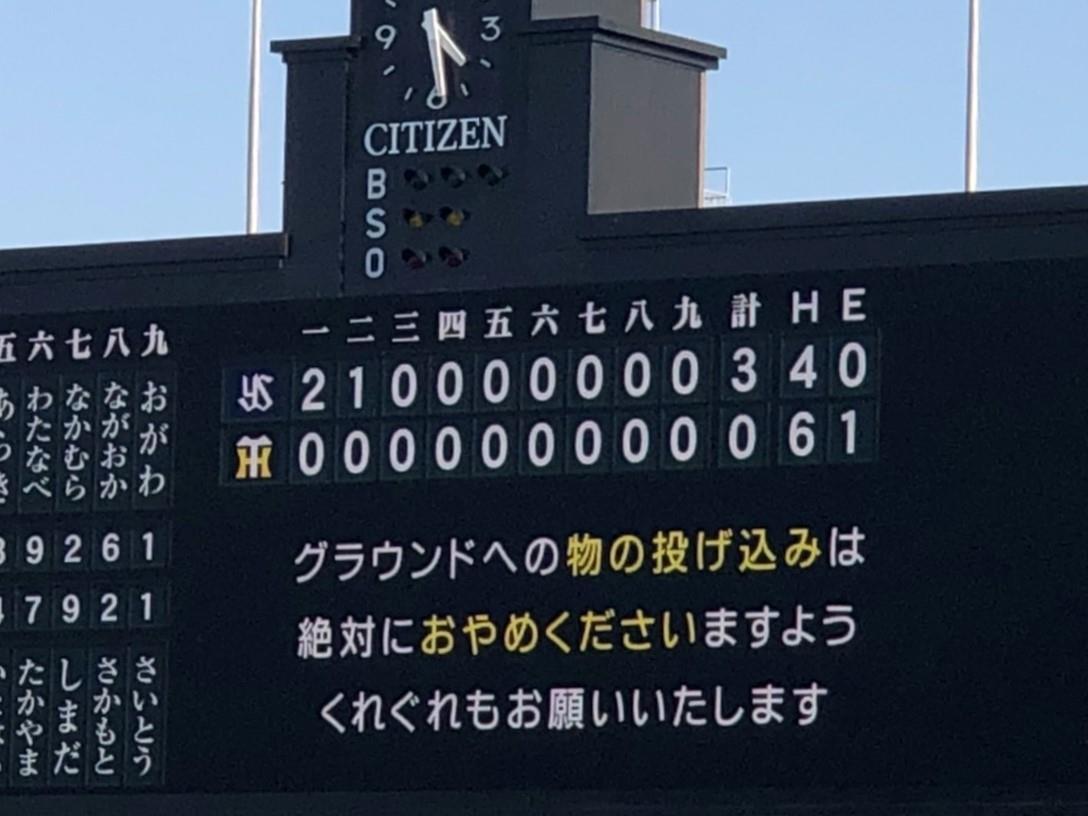 9 3
6
CITIZEN
B
S
O
一 二 三 四 五 六 七 八 九 計 H E
YS 2 1 0 0 0 0 0 0 0 3 4 0
TH 0 0 0 0 0 0 0 0 0 0 6 1
五 六 七 八 九
わたなべ
なかむら
ながおか
おがわ
9 2 6 1
7 9 2 1
たかやま
しまだ
さかもと
さいとう
グラウンドへの物の投げ込みは
絶対におやめくださいますよう
くれぐれもお願いいたします